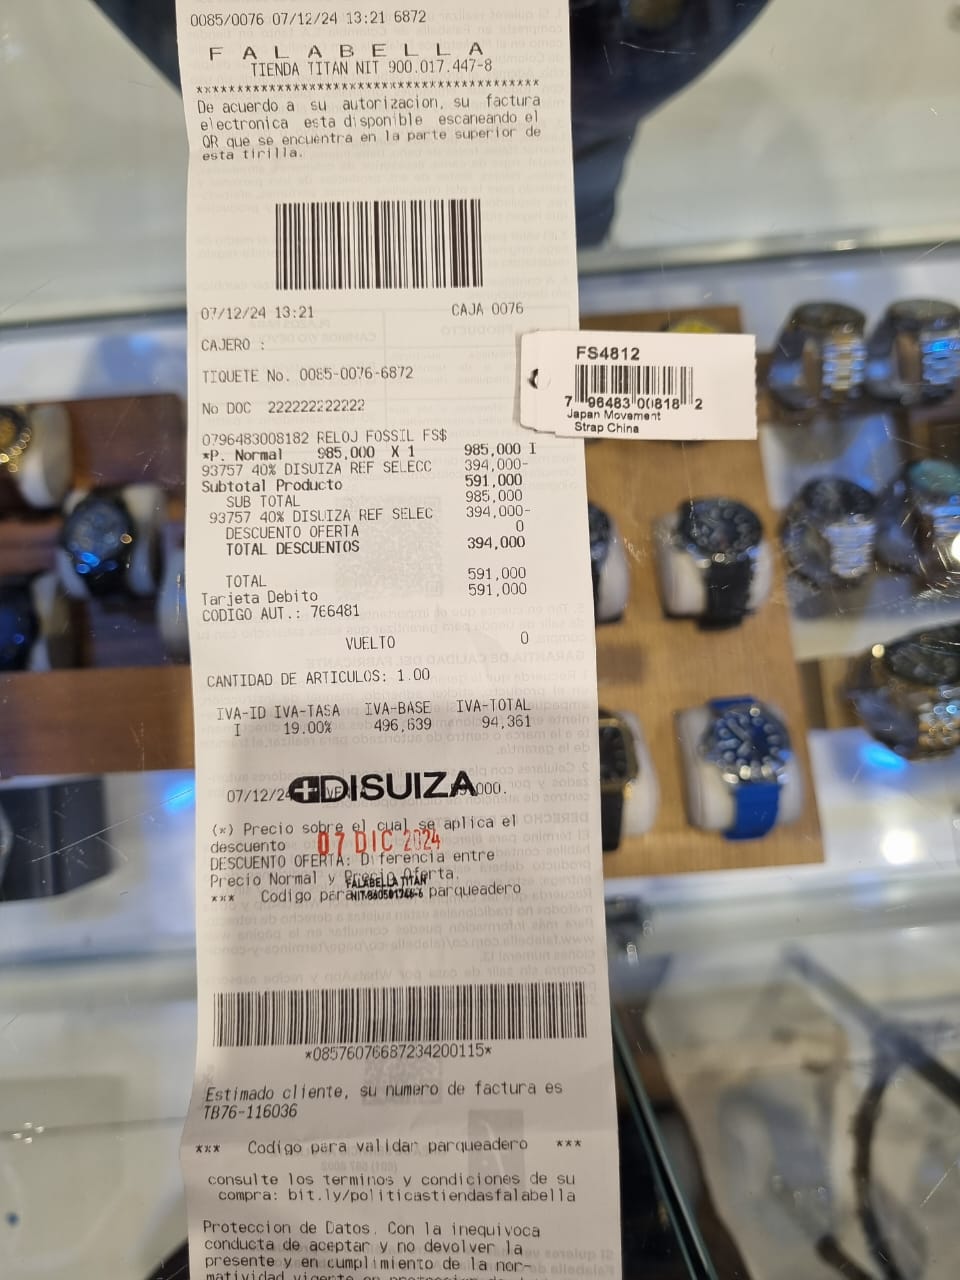 0085/0076 07/12/24 13:21 6872
F A L A B E L L A
TIENDA TITAN NIT 900.017.447-8
****************************************
De acuerdo a su autorizacion, su factura
electronica esta disponible escaneando el
QR que se encuentra en la parte superior de
esta tirilla.
07/12/24 13:21 CAJA 0076
CAJERO :
TIQUETE No. 0085-0076-6872
No DOC 222222222222
0796483008182 RELOJ FOSSIL FS$
*P. Normal 985,000 X 1 985,000 I
93757 40% DISUIZA REF SELECC 394,000-
Subtotal Producto 591,000
SUB TOTAL 985,000
93757 40% DISUIZA REF SELEC 394,000-
DESCUENTO OFERTA 0
TOTAL DESCUENTOS 394,000
TOTAL 591,000
Tarjeta Debito 591,000
CODIGO AUT.: 766481
VUELTO 0
CANTIDAD DE ARTICULOS: 1.00
IVA-ID IVA-TASA IVA-BASE IVA-TOTAL
I 19.00% 496,639 94,361
07/12/24
DISUIZA
(*) Precio sobre el cual se aplica el
descuento
07 DIC 2024
DESCUENTO OFERTA: Diferencia entre
Precio Normal y Precio Oferta.
FALABELLA TITAN
*** Codigo para parqueadero
*08576076687234200115*
Estimado cliente, su numero de factura es
TB76-116036
*** Codigo para validar parqueadero ***
consulte los terminos y condiciones de su
compra: bit.ly/politicastiendasfalabella
Proteccion de Datos. Con la inequivoca
conducta de aceptar y no devolver la
presente y en cumplimiento de la nor-
matividad vigente en
FS4812
7 96483 00818 2
Japan Movement
Strap China